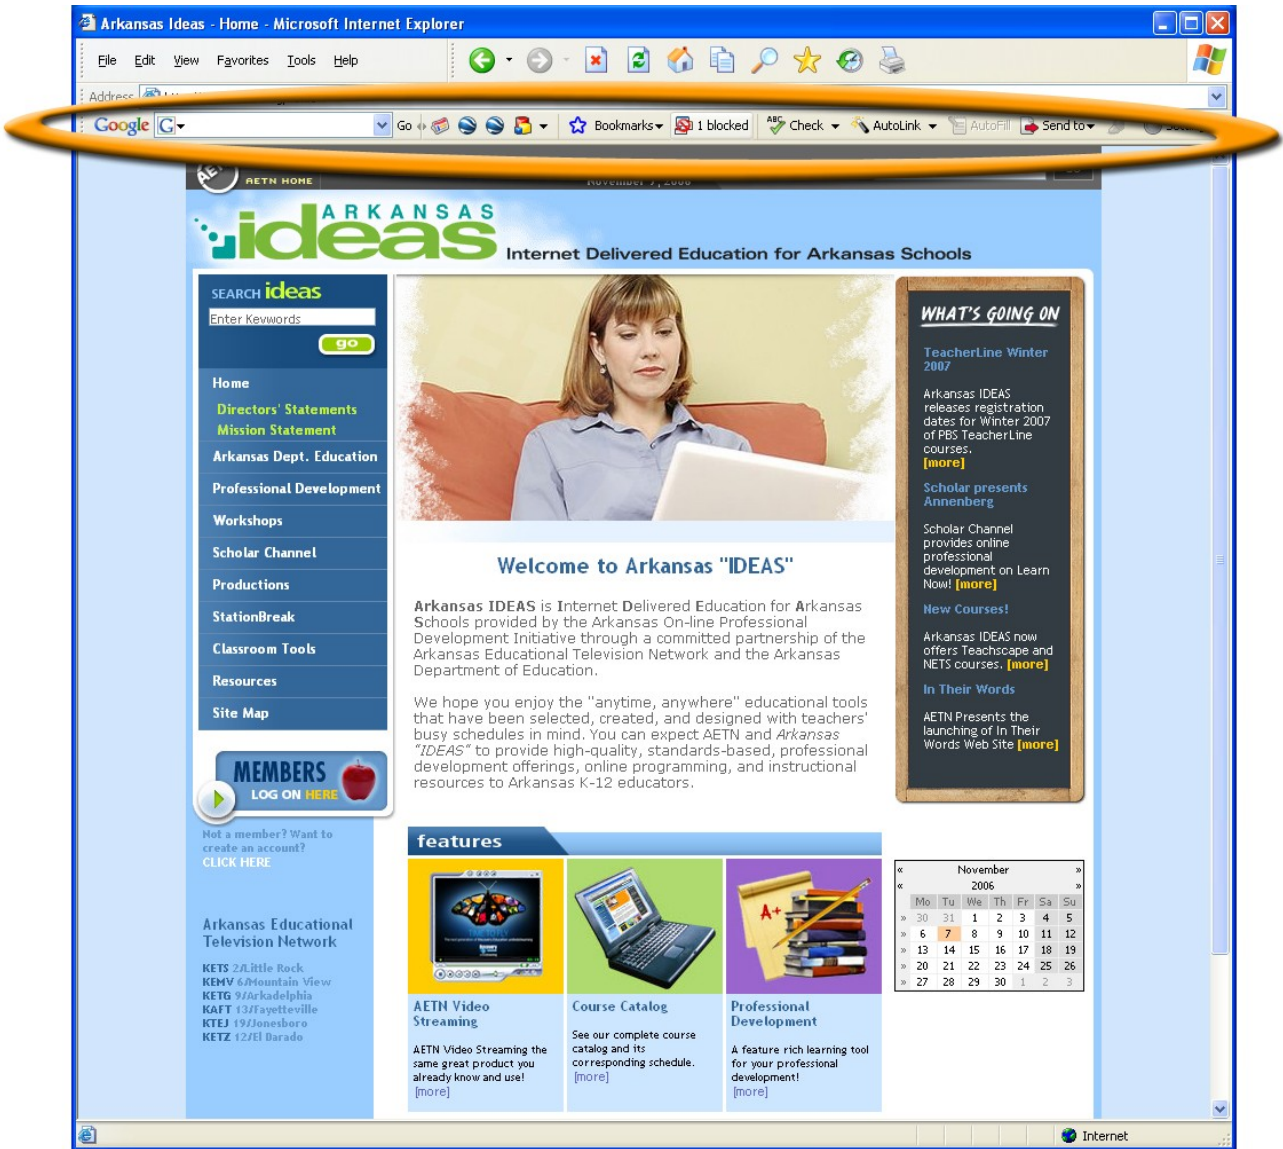 Arkansas Ideas - Home - Microsoft Internet Explorer
File Edit View Favorites Tools Help
Address
Google G Go Bookmarks 1 blocked ABC Check AutoLink AutoFill Send to
AETN HOME
ARKANSAS
ideas Internet Delivered Education for Arkansas Schools
SEARCH ideas
Enter Keywords
go
Home
Directors' Statements
Mission Statement
Arkansas Dept. Education
Professional Development
Workshops
Scholar Channel
Productions
StationBreak
Classroom Tools
Resources
Site Map
MEMBERS
LOG ON HERE
Not a member? Want to
create an account?
CLICK HERE
Arkansas Educational
Television Network
KETS 2/Little Rock
KEMV 6/Mountain View
KETG 9/Arkadelphia
KAFT 13/Fayetteville
KTEJ 19/Jonesboro
KETZ 12/El Darado
Welcome to Arkansas "IDEAS"
Arkansas IDEAS is Internet Delivered Education for Arkansas
Schools provided by the Arkansas On-line Professional
Development Initiative through a committed partnership of the
Arkansas Educational Television Network and the Arkansas
Department of Education.
We hope you enjoy the "anytime, anywhere" educational tools
that have been selected, created, and designed with teachers'
busy schedules in mind. You can expect AETN and Arkansas
"IDEAS" to provide high-quality, standards-based, professional
development offerings, online programming, and instructional
resources to Arkansas K-12 educators.
features
A+
AETN Video
Streaming
AETN Video Streaming the
same great product you
already know and use!
[more]
Course Catalog
See our complete course
catalog and its
corresponding schedule.
[more]
Professional
Development
A feature rich learning tool
for your professional
development!
[more]
WHAT'S GOING ON
TeacherLine Winter
2007
Arkansas IDEAS
releases registration
dates for Winter 2007
of PBS TeacherLine
courses.
[more]
Scholar presents
Annenberg
Scholar Channel
provides online
professional
development on Learn
Now! [more]
New Courses!
Arkansas IDEAS now
offers Teachscape and
NETS courses. [more]
In Their Words
AETN Presents the
launching of In Their
Words Web Site [more]
« November »
« 2006 »
Mo Tu We Th Fr Sa Su
» 30 31 1 2 3 4 5
» 6 7 8 9 10 11 12
» 13 14 15 16 17 18 19
» 20 21 22 23 24 25 26
» 27 28 29 30 1 2 3
Internet